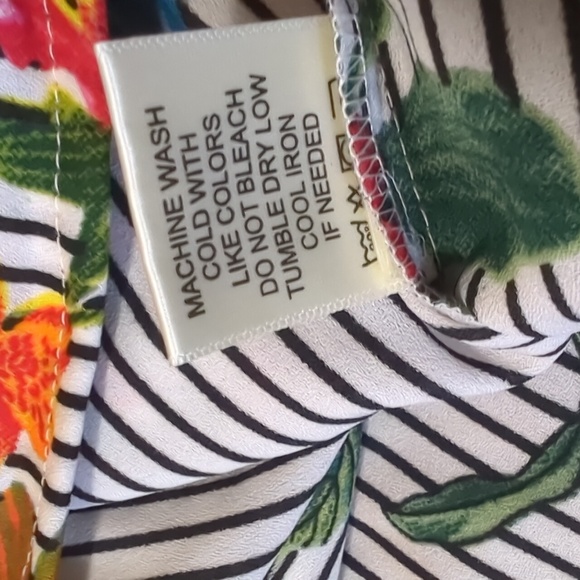 MACHINE WASH
COLD WITH
LIKE COLORS
DO NOT BLEACH
TUMBLE DRY LOW
COOL IRON
IF NEEDED